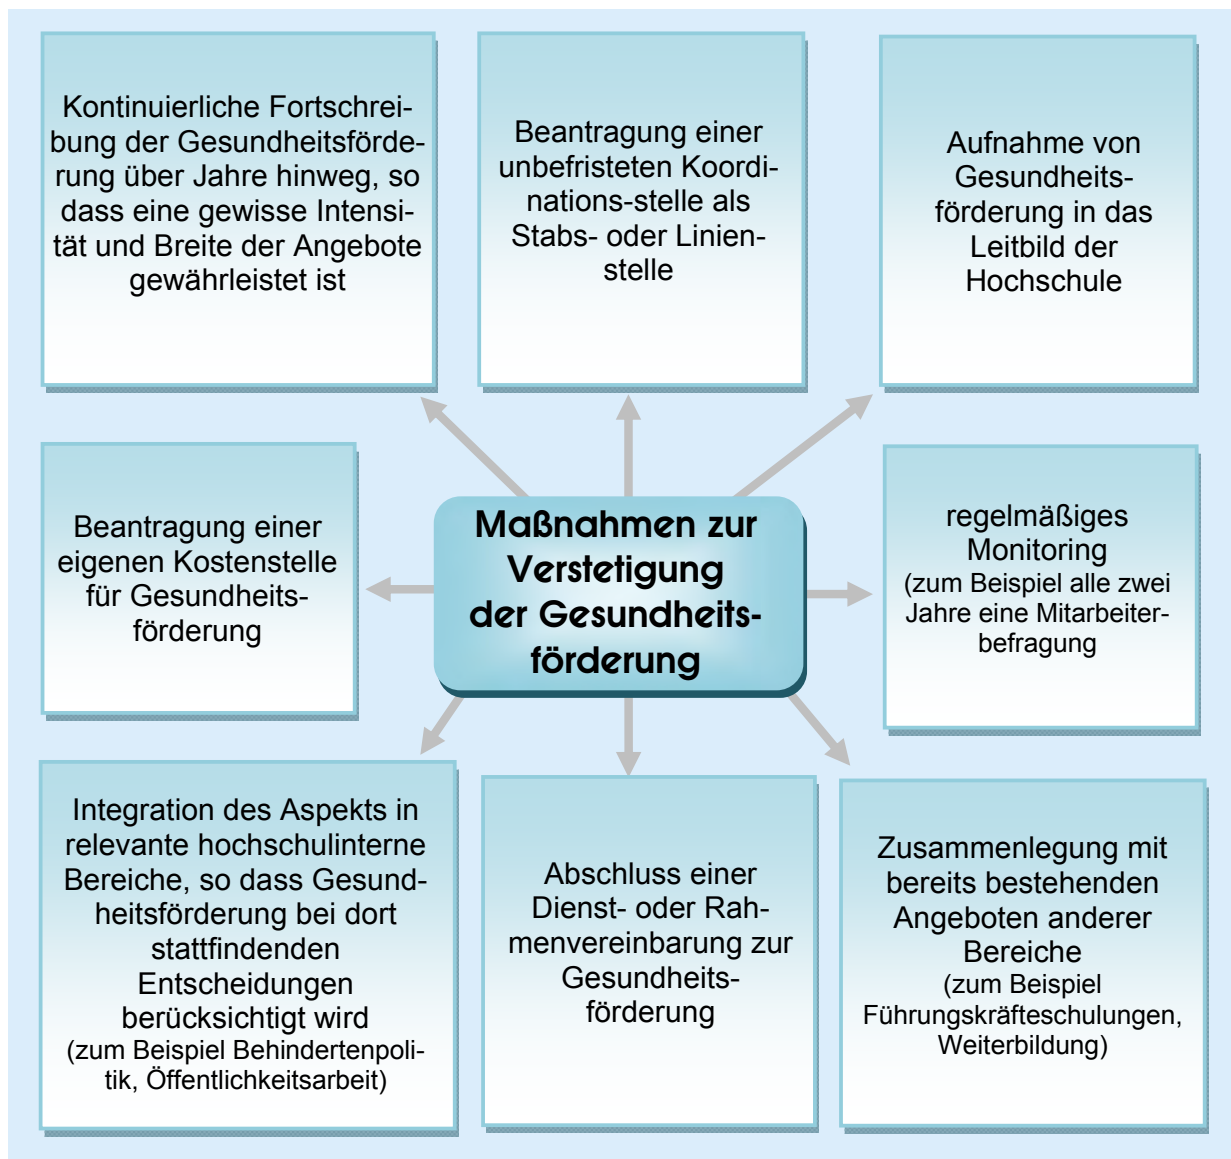 Kontinuierliche Fortschrei-
bung der Gesundheitsförde-
rung über Jahre hinweg, so
dass eine gewisse Intensi-
tät und Breite der Angebote
gewährleistet ist
Beantragung einer
unbefristeten Koordi-
nations-stelle als
Stabs- oder Linien-
stelle
Aufnahme von
Gesundheits-
förderung in das
Leitbild der
Hochschule
Beantragung einer
eigenen Kostenstelle
für Gesundheits-
förderung
Maßnahmen zur
Verstetigung
der Gesundheits-
förderung
regelmäßiges
Monitoring
(zum Beispiel alle zwei
Jahre eine Mitarbeiter-
befragung
Integration des Aspekts in
relevante hochschulinterne
Bereiche, so dass Gesund-
heitsförderung bei dort
stattfindenden
Entscheidungen
berücksichtigt wird
(zum Beispiel Behindertenpoli-
tik, Öffentlichkeitsarbeit)
Abschluss einer
Dienst- oder Rah-
menvereinbarung zur
Gesundheits-
förderung
Zusammenlegung mit
bereits bestehenden
Angeboten anderer
Bereiche
(zum Beispiel
Führungskräfteschulungen,
Weiterbildung)